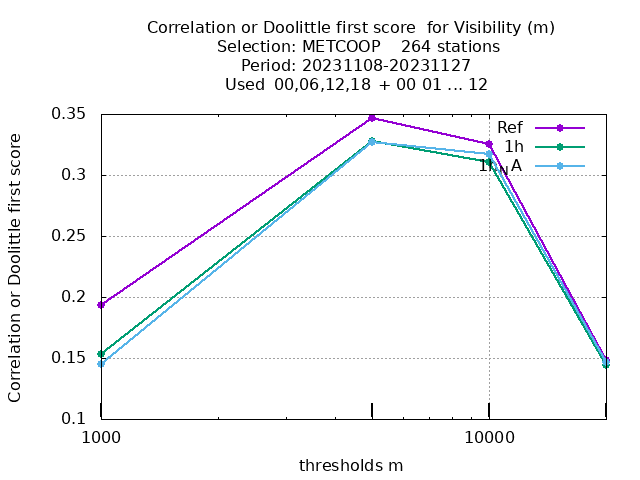 Correlation or Doolittle first score for Visibility (m)
Selection: METCOOP 264 stations
Period: 20231108-20231127
Used 00,06,12,18 + 00 01 ... 12
Correlation or Doolittle first score
0.35
0.3
0.25
0.2
0.15
0.1
Ref
1h
1h_NA
1000
10000
thresholds m